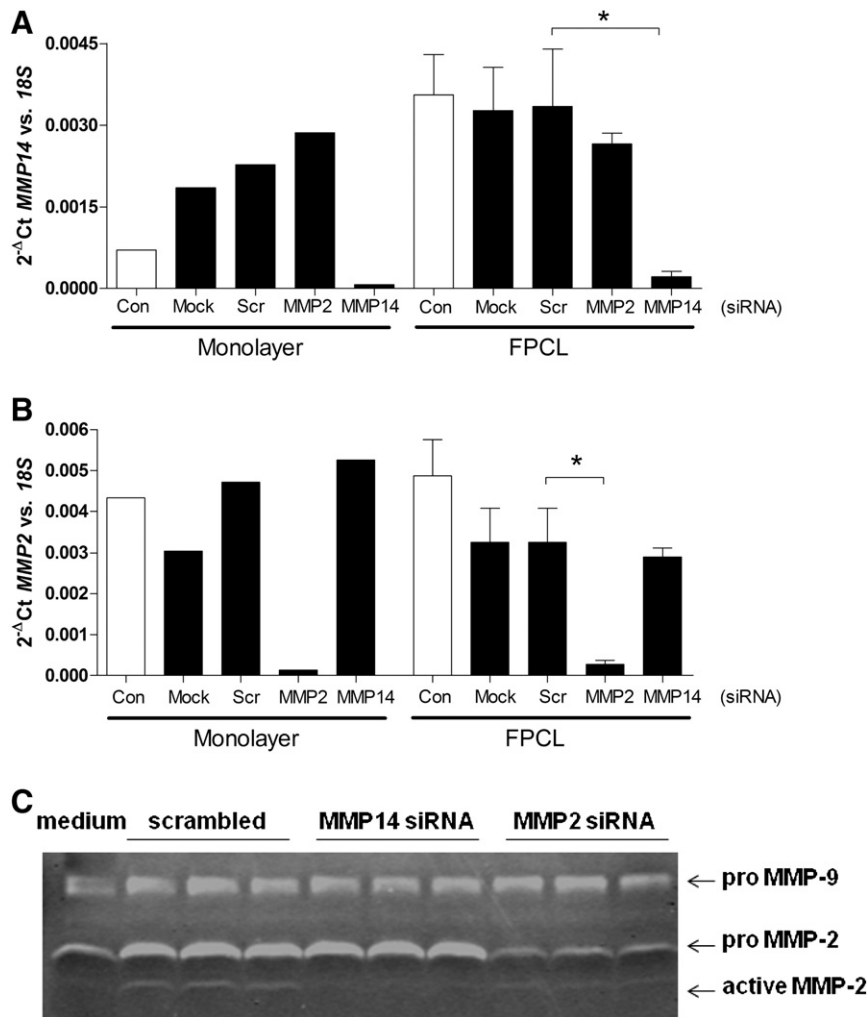 A
2^-ΔCt MMP14 vs. 18S
0.0045
0.0030
0.0015
0.0000
*
Con Mock Scr MMP2 MMP14 Con Mock Scr MMP2 MMP14 (siRNA)
Monolayer FPCL
B
2^-ΔCt MMP2 vs. 18S
0.006
0.005
0.004
0.003
0.002
0.001
0.000
*
Con Mock Scr MMP2 MMP14 Con Mock Scr MMP2 MMP14 (siRNA)
Monolayer FPCL
C
medium scrambled MMP14 siRNA MMP2 siRNA
← pro MMP-9
← pro MMP-2
← active MMP-2